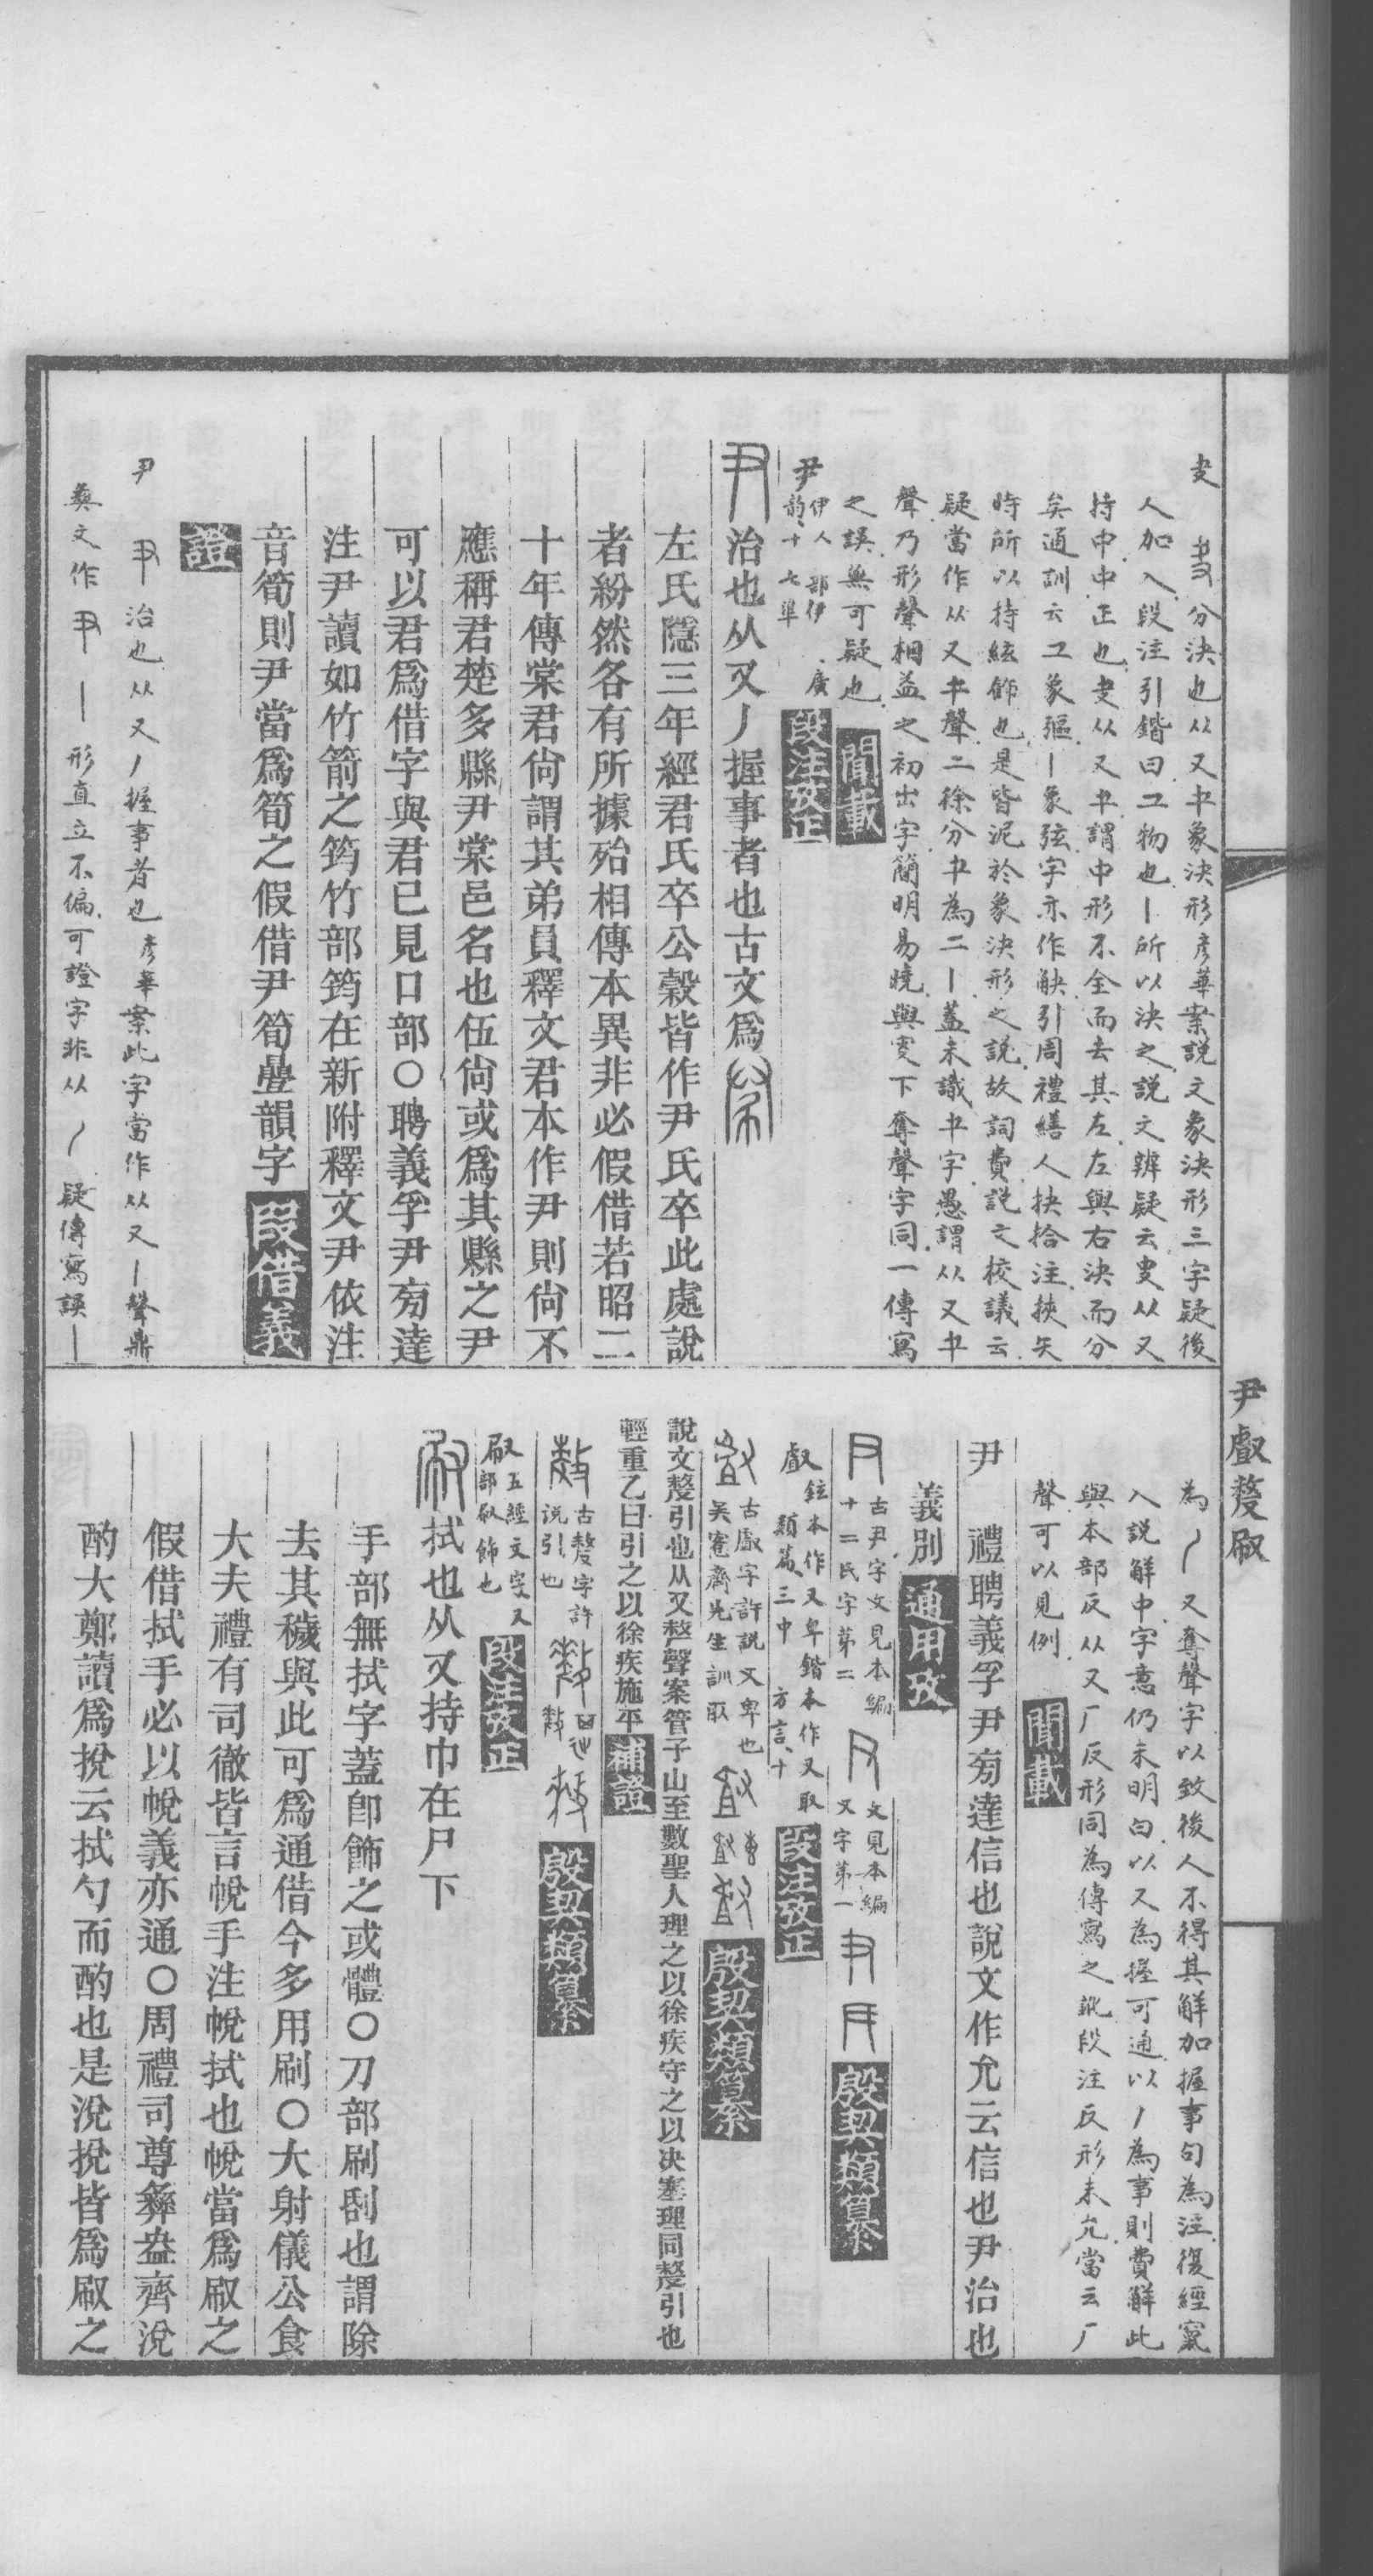 叏　分決也从又𠃬象決形彥華案說文象決形三字疑後
人加入段注引鍇曰コ物也丨所以決之說文辨疑云叏从又
持中中正也叏从又𠃬謂中形不全而去其左左與右決而分
矣通訓云コ象彄丨象弦字亦作觖引周禮繕人抉拾注挾矢
時所以持絃飾也是皆泥於象決形之說故詞費說文校議云
疑當作从又𠃬聲二徐分𠃬為二丨蓋未識𠃬字愚謂从又𠃬
聲乃形聲相益之初出字簡明易曉與叏下奪聲字同一傳寫
之誤無可疑也　聞載
尹　伊人部伊　廣韵十七準　段注攷正
治也从又丿握事者也古文爲
左氏隱三年經君氏卒公穀皆作尹氏卒此處說
者紛然各有所據殆相傳本異非必假借若昭二
十年傳棠君尙謂其弟員釋文君本作尹則尙不
應稱君楚多縣尹棠邑名也伍尙或爲其縣之尹
可以君爲借字與君已見口部〇聘義孚尹旁達
注尹讀如竹箭之筠竹部筠在新附釋文尹依注
音筍則尹當爲筍之假借尹筍疊韻字　段借義
證
尹　治也从又丿握事者也彥華案此字當作从又丨聲鼎
彝文作　丨形直立不偏可證字非从丿疑傳寫誤丨
尹𠭯𠭰㕞
為丿又奪聲字以致後人不得其解加握事句為注復經竄
入說解中字意仍未明白以又為握可通以丿為事則費解此
與本部反从又厂反形同為傳寫之訛段注反形未允當云厂
聲可以見例　聞載
尹　禮聘義孚尹旁達信也說文作允云信也尹治也
義別　通用攷
古尹字文見本編十二氏字第二　文見本編又字第一　殷契類纂
𠭯　鉉本作又卑鍇本作又取　類篇三中　方言十　段注攷正
古𠭯字許說又卑也吳愙齋先生訓取　殷契類纂
說文𠭰引也从又𠩺聲案管子山至數聖人理之以徐疾守之以決塞理同𠭰引也
輕重乙曰引之以徐疾施平　補證
古𠭰字許說引也　殷契類纂
㕞　五經文字又部㕞飾也　段注攷正
拭也从又持巾在尸下
手部無拭字蓋卽飾之或體〇刀部刷刮也謂除
去其穢與此可爲通借今多用刷〇大射儀公食
大夫禮有司徹皆言帨手注帨拭也帨當爲㕞之
假借拭手必以帨義亦通〇周禮司尊彝盎齊涚
酌大鄭讀爲挩云拭勺而酌也是涚挩皆爲㕞之